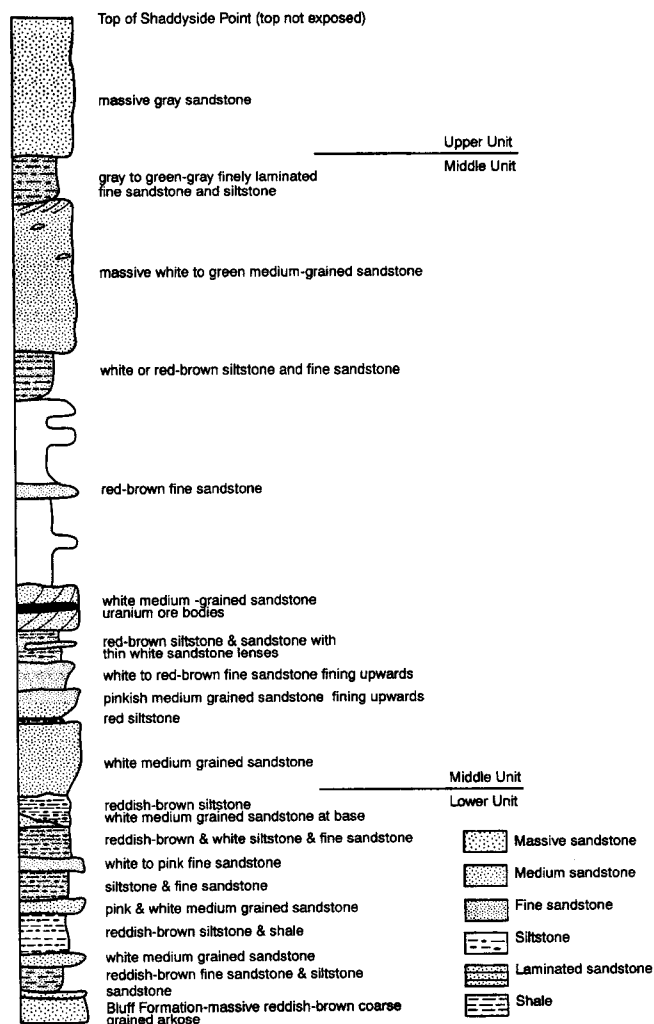 Top of Shaddyside Point (top not exposed)
massive gray sandstone
Upper Unit
Middle Unit
gray to green-gray finely laminated
fine sandstone and siltstone
massive white to green medium-grained sandstone
white or red-brown siltstone and fine sandstone
red-brown fine sandstone
white medium -grained sandstone
uranium ore bodies
red-brown siltstone & sandstone with
thin white sandstone lenses
white to red-brown fine sandstone fining upwards
pinkish medium grained sandstone fining upwards
red siltstone
white medium grained sandstone
Middle Unit
Lower Unit
reddish-brown siltstone
white medium grained sandstone at base
reddish-brown & white siltstone & fine sandstone
white to pink fine sandstone
siltstone & fine sandstone
pink & white medium grained sandstone
reddish-brown siltstone & shale
white medium grained sandstone
reddish-brown fine sandstone & siltstone
sandstone
Bluff Formation-massive reddish-brown coarse
grained arkose
Massive sandstone
Medium sandstone
Fine sandstone
Siltstone
Laminated sandstone
Shale